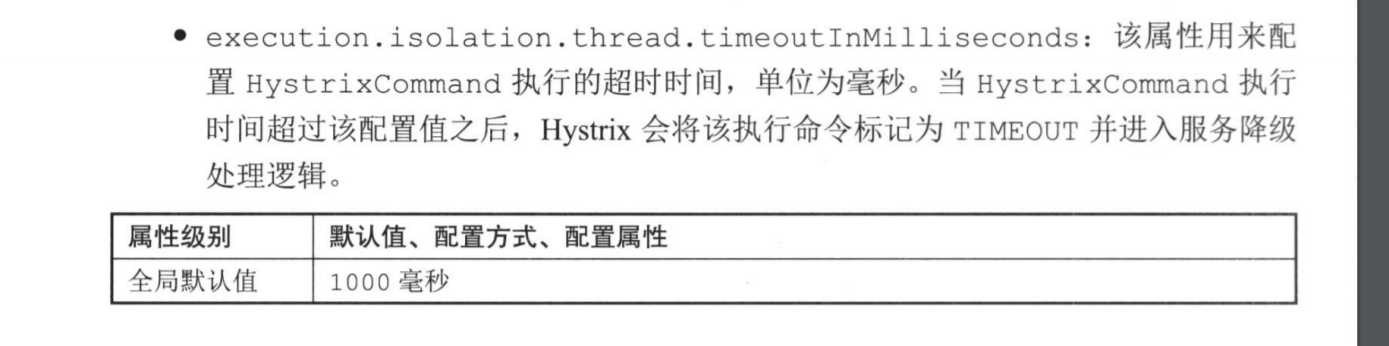 • execution.isolation.thread.timeoutInMilliseconds：该属性用来配
置 HystrixCommand 执行的超时时间，单位为毫秒。当 HystrixCommand 执行
时间超过该配置值之后，Hystrix 会将该执行命令标记为 TIMEOUT 并进入服务降级
处理逻辑。
属性级别 默认值、配置方式、配置属性
全局默认值 1000 毫秒